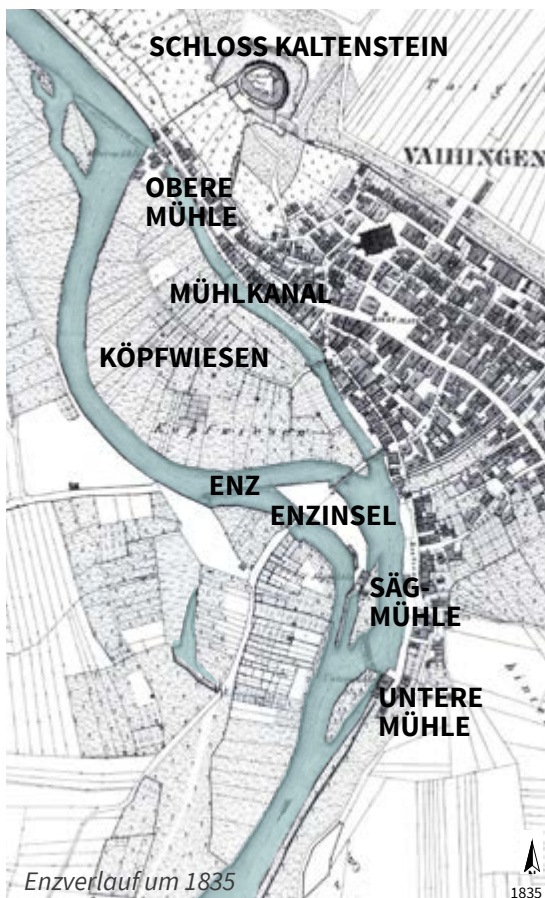 SCHLOSS KALTENSTEIN
VAIHINGEN
OBERE
MÜHLE
MÜHLKANAL
KÖPFWIESEN
ENZ
ENZINSEL
SÄG-
MÜHLE
UNTERE
MÜHLE
Enzverlauf um 1835
1835